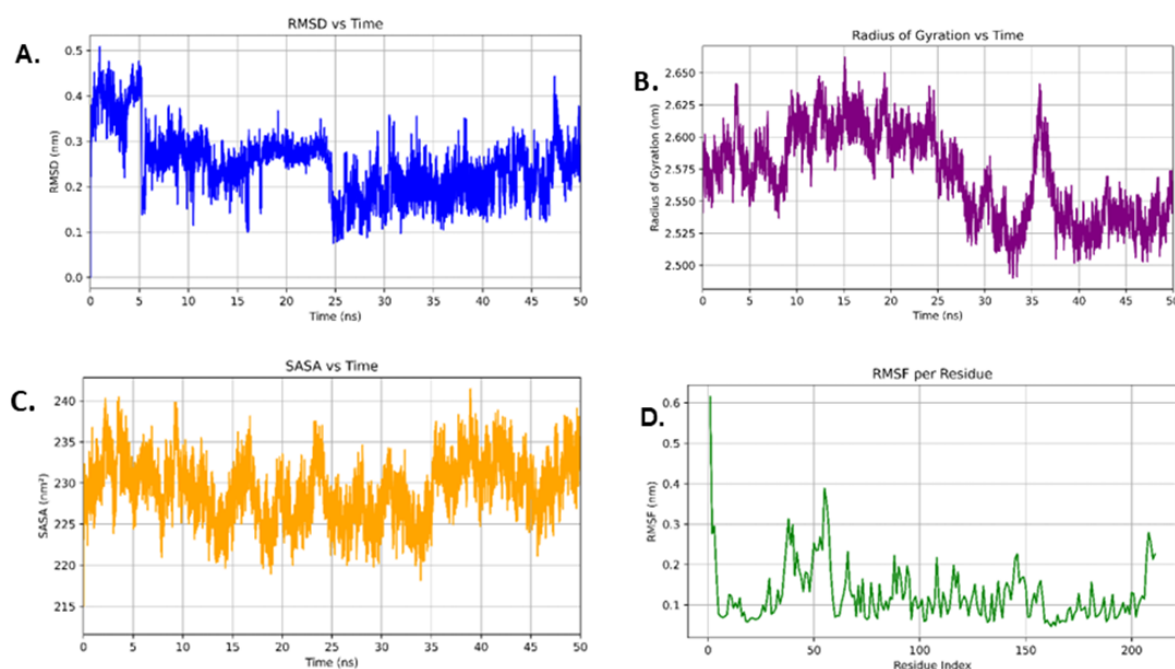 A.
RMSD vs Time
RMSD (nm)
0.5
0.4
0.3
0.2
0.1
0.0
0 5 10 15 20 25 30 35 40 45 50
Time (ns)
B.
Radius of Gyration vs Time
Radius of Gyration (nm)
2.650
2.625
2.600
2.575
2.550
2.525
2.500
0 5 10 15 20 25 30 35 40 45 50
Time (ns)
C.
SASA vs Time
SASA (nm²)
240
235
230
225
220
215
0 5 10 15 20 25 30 35 40 45 50
Time (ns)
D.
RMSF per Residue
RMSF (nm)
0.6
0.5
0.4
0.3
0.2
0.1
0 50 100 150 200
Residue Index